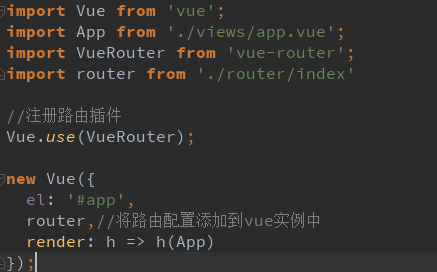 import Vue from 'vue';
import App from './views/app.vue';
import VueRouter from 'vue-router';
import router from './router/index'
//注册路由插件
Vue.use(VueRouter);
new Vue({
  el: '#app',
  router,//将路由配置添加到vue实例中
  render: h => h(App)
});